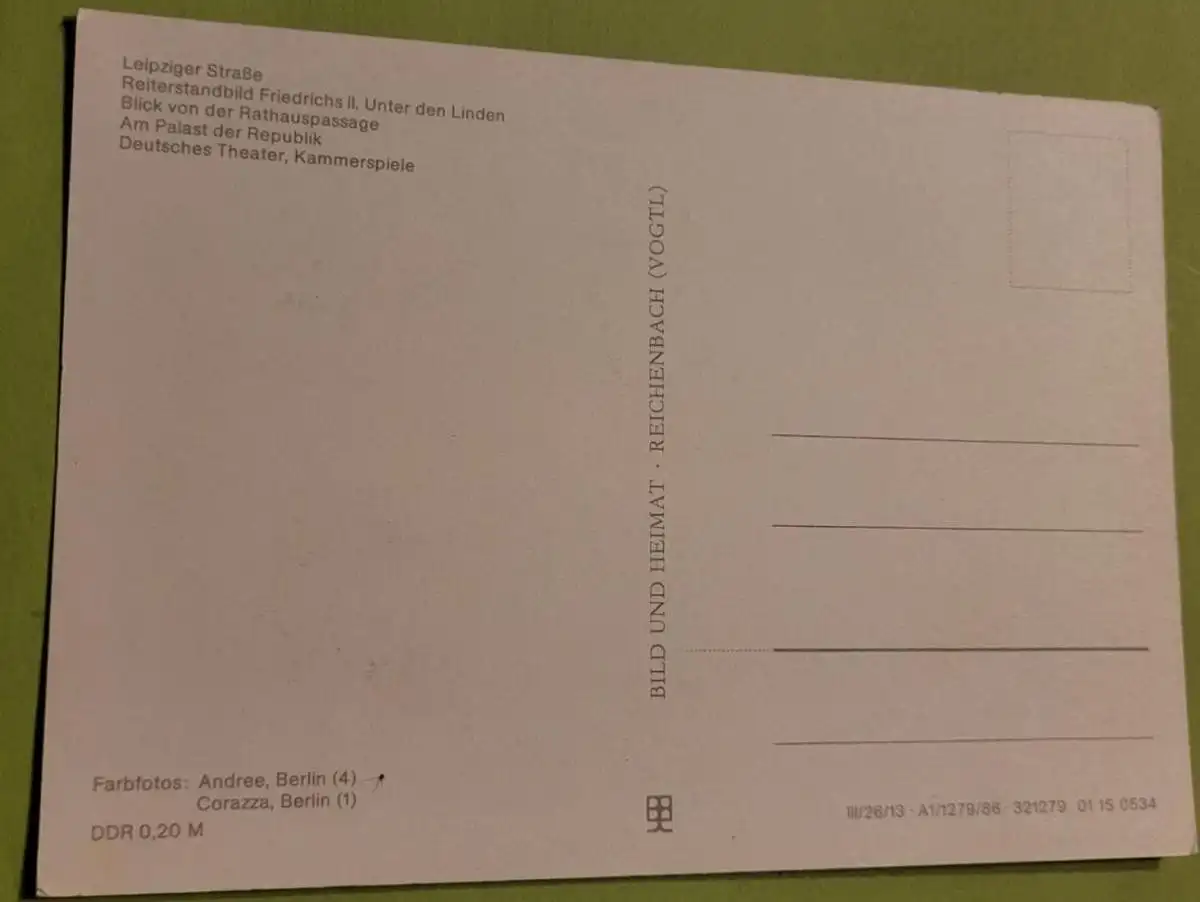 Leipziger Straße
Reiterstandbild Friedrichs II. Unter den Linden
Blick von der Rathauspassage
Am Palast der Republik
Deutsches Theater, Kammerspiele
BILD UND HEIMAT · REICHENBACH (VOGTL)
Farbfotos: Andree, Berlin (4)
Corazza, Berlin (1)
DDR 0,20 M
III/26/13 · A1/1279/86 321279 01 15 0534